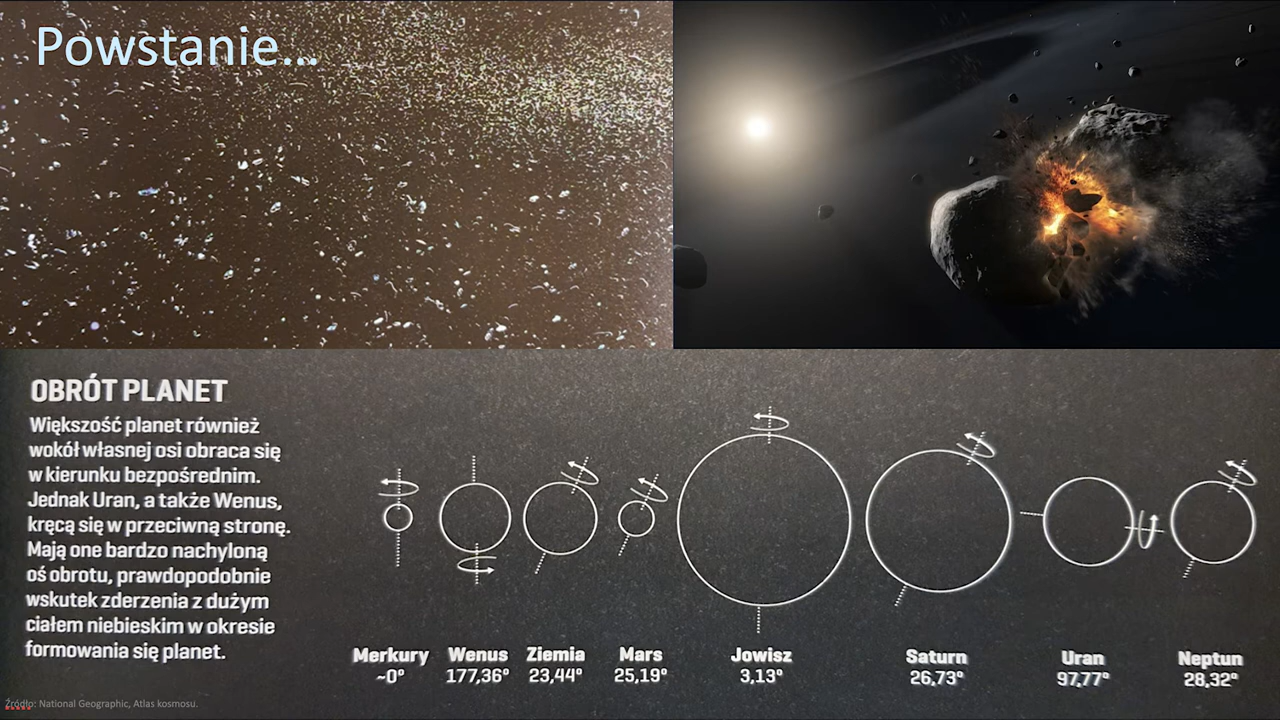 Powstanie...
OBRÓT PLANET
Większość planet również
wokół własnej osi obraca się
w kierunku bezpośrednim.
Jednak Uran, a także Wenus,
kręcą się w przeciwną stronę.
Mają one bardzo nachyloną
oś obrotu, prawdopodobnie
wskutek zderzenia z dużym
ciałem niebieskim w okresie
formowania się planet.
Merkury Wenus Ziemia Mars Jowisz Saturn Uran Neptun
~0° 177,36° 23,44° 25,19° 3,13° 26,73° 97,77° 28,32°
Źródło: National Geographic, Atlas kosmosu.